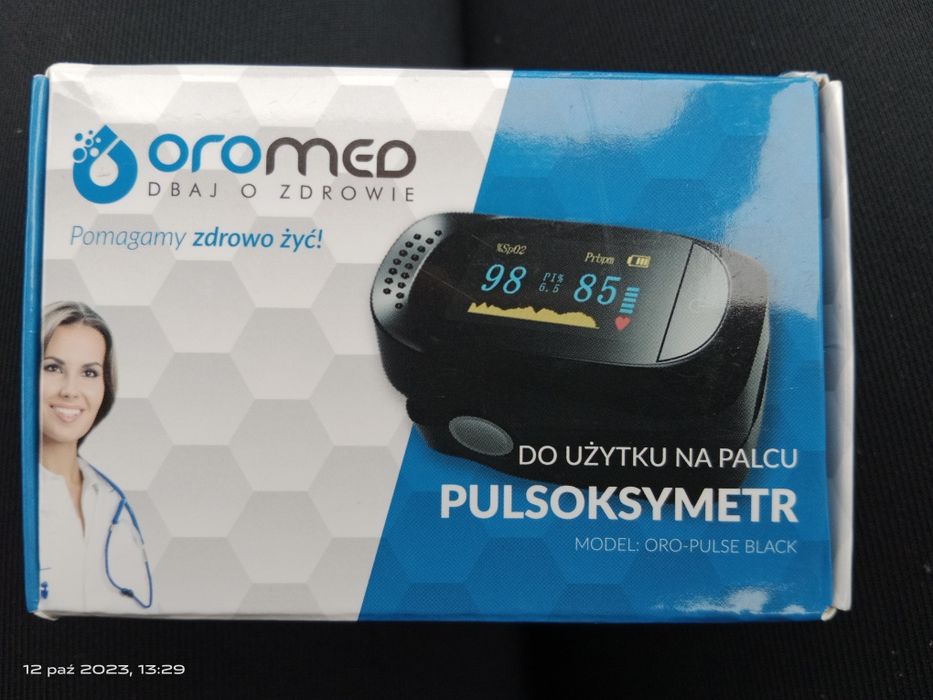 oromed
DBAJ O ZDROWIE
Pomagamy zdrowo żyć!
%SpO2
Prbpm
98
PI%
6.5
85
DO UŻYTKU NA PALCU
PULSOKSYMETR
MODEL: ORO-PULSE BLACK
12 paź 2023, 13:29